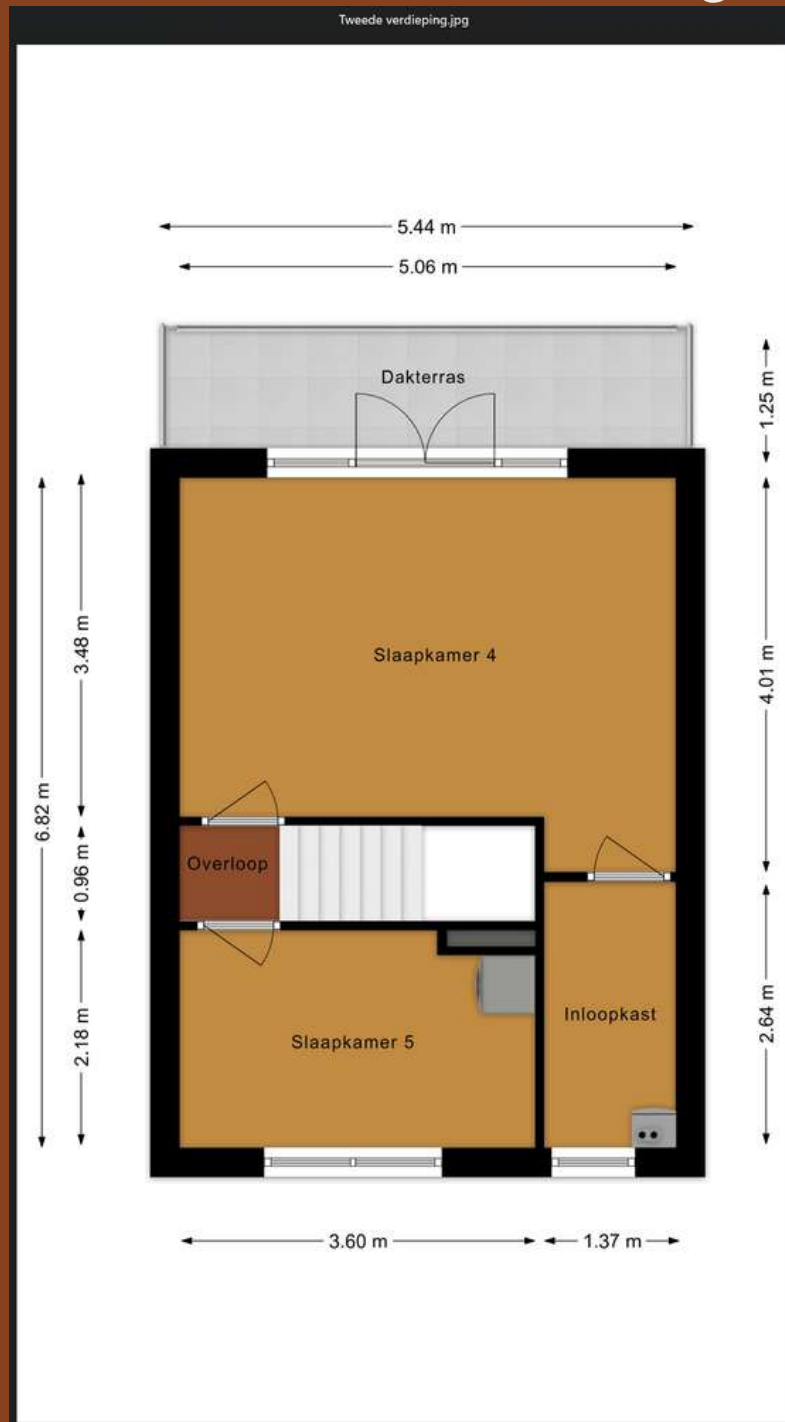 Tweede verdieping.jpg
5.44 m
5.06 m
Dakterras
1.25 m
3.48 m
Slaapkamer 4
4.01 m
6.82 m
0.96 m
Overloop
2.18 m
Slaapkamer 5
Inloopkast
2.64 m
3.60 m
1.37 m